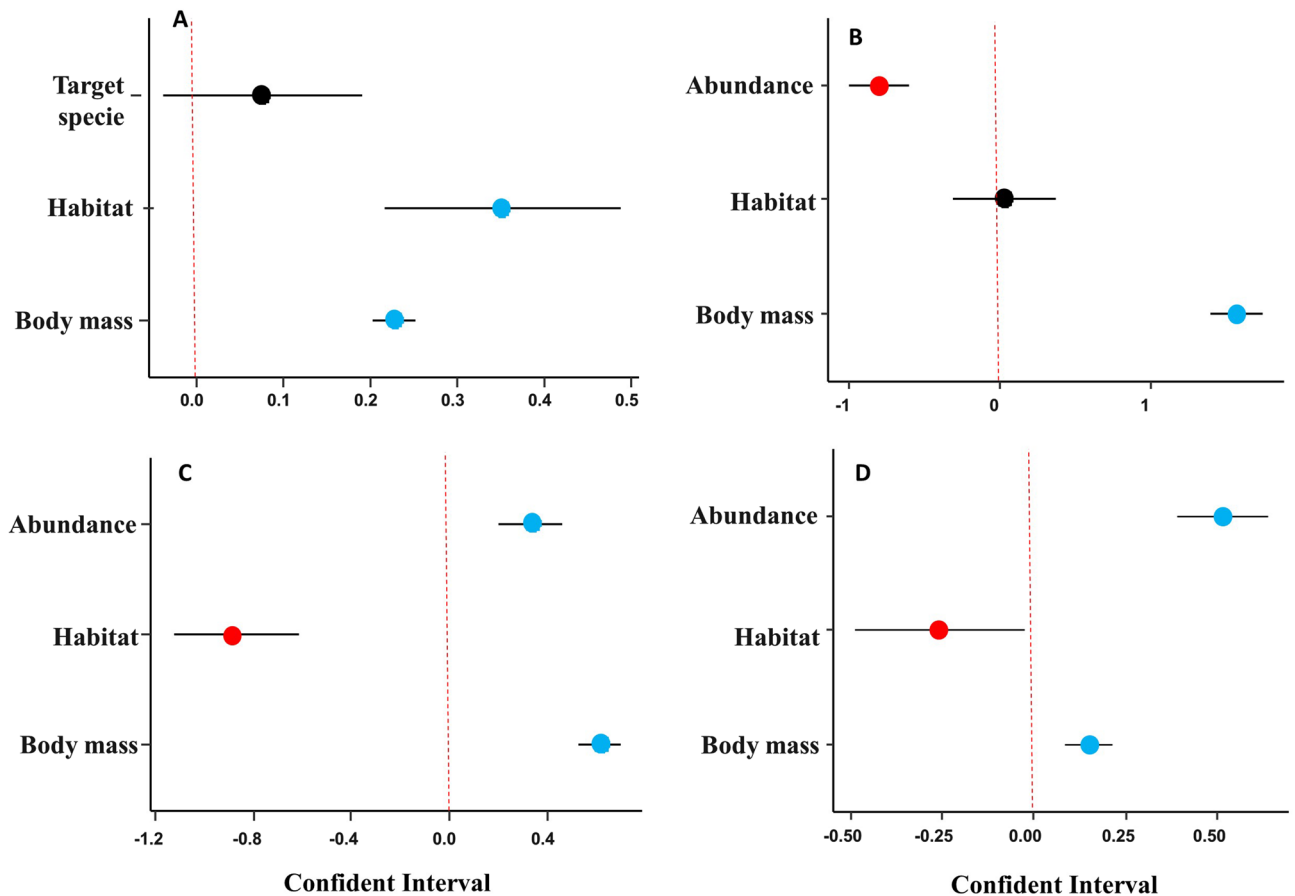 A
Target
specie
Habitat
Body mass
0.0 0.1 0.2 0.3 0.4 0.5
B
Abundance
Habitat
Body mass
-1 0 1
C
Abundance
Habitat
Body mass
-1.2 -0.8 -0.4 0.0 0.4
Confident Interval
D
Abundance
Habitat
Body mass
-0.50 -0.25 0.00 0.25 0.50
Confident Interval